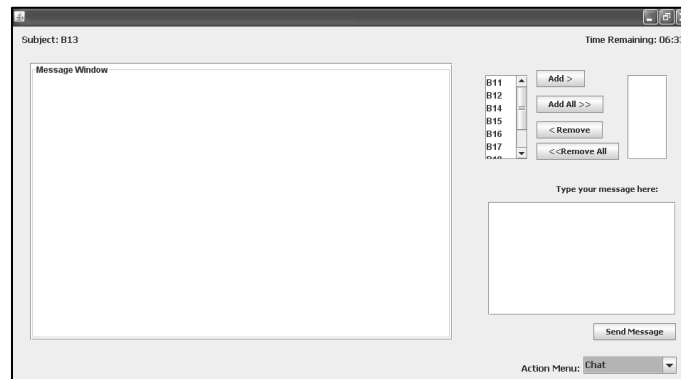 Subject: B13
Time Remaining: 06:3
Message Window
B11
B12
B14
B15
B16
B17
Add >
Add All >>
< Remove
<<Remove All
Type your message here:
Send Message
Action Menu: Chat